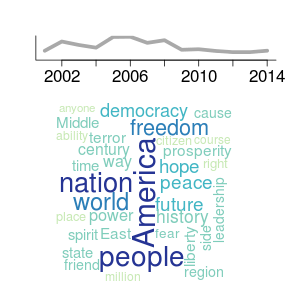 2002 2006 2010 2014
anyone
democracy cause
Middle freedom
ability terror citizen course
century prosperity
time way hope right
nation America peace
world future leadership
place power history
spirit East fear liberty side
state people
friend region
million